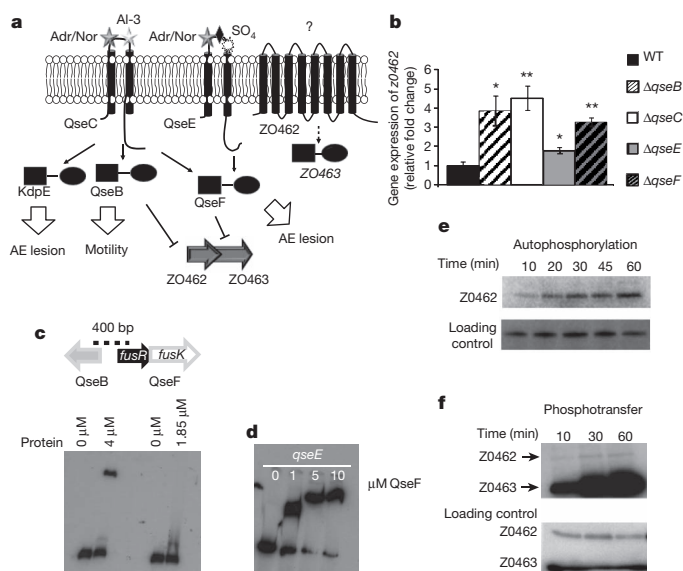 a
AI-3
Adr/Nor
Adr/Nor
SO4
?
QseC
QseE
ZO462
ZO463
KdpE
QseB
QseF
AE lesion
Motility
AE lesion
ZO462 ZO463
b
Gene expression of z0462
(relative fold change)
6
5
4
3
2
1
0
*
**
*
**
WT
ΔqseB
ΔqseC
ΔqseE
ΔqseF
c
400 bp
fusR fusK
QseB QseF
Protein
0 μM
4 μM
0 μM
1.85 μM
d
qseE
0 1 5 10
μM QseF
e
Autophosphorylation
Time (min) 10 20 30 45 60
Z0462
Loading
control
f
Phosphotransfer
Time (min) 10 30 60
Z0462
Z0463
Loading control
Z0462
Z0463